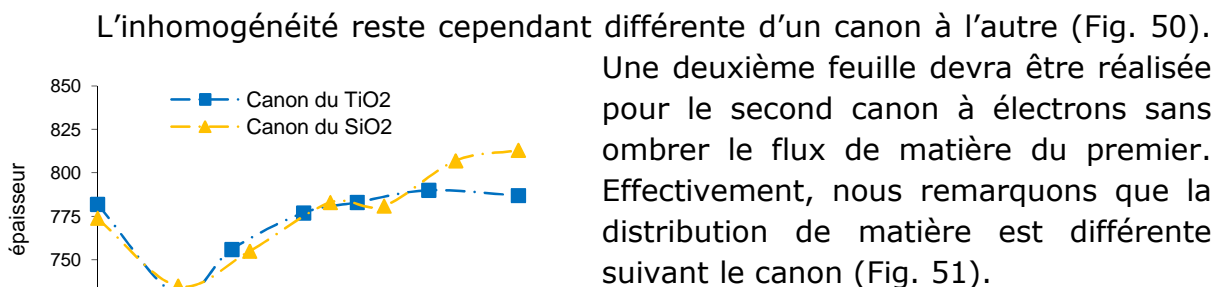 L’inhomogénéité reste cependant différente d’un canon à l’autre (Fig. 50).
Une deuxième feuille devra être réalisée
pour le second canon à électrons sans
ombrer le flux de matière du premier.
Effectivement, nous remarquons que la
distribution de matière est différente
suivant le canon (Fig. 51).
850
825
800
775
750
épaisseur
Canon du TiO2
Canon du SiO2